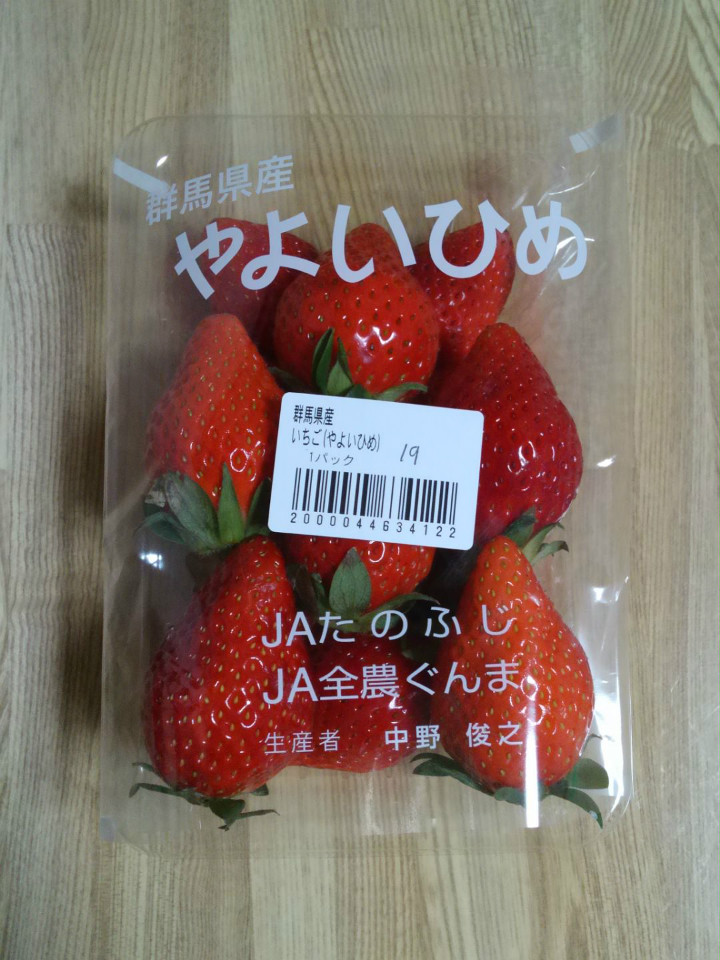 群馬県産
やよいひめ
群馬県産
いちご(やよいひめ)
1パック 19
2000044634122
JAたのふじ
JA全農ぐんま
生産者 中野 俊之